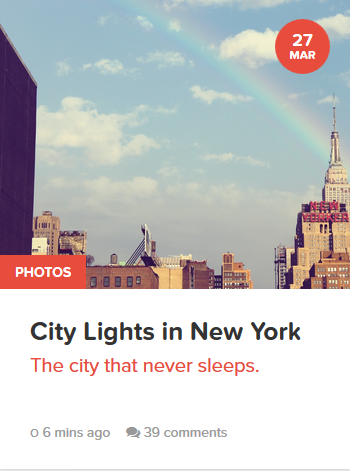 27
MAR
PHOTOS
City Lights in New York
The city that never sleeps.
6 mins ago 39 comments